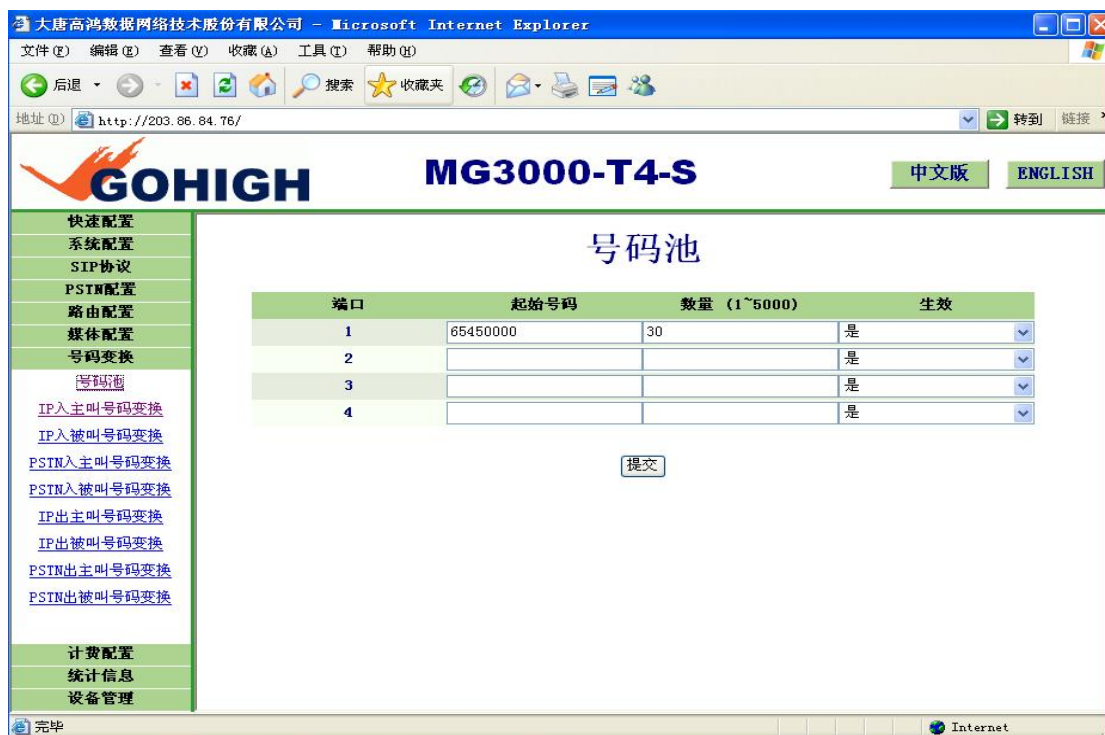 大唐高鸿数据网络技术股份有限公司 - Microsoft Internet Explorer
文件(F) 编辑(E) 查看(V) 收藏(A) 工具(T) 帮助(H)
后退 搜索 收藏夹
地址(D) http://203.86.84.76/ 转到 链接
GOHIGH MG3000-T4-S 中文版 ENGLISH
快速配置
系统配置
SIP协议
PSTN配置
路由配置
媒体配置
号码变换
号码池
IP入主叫号码变换
IP入被叫号码变换
PSTN入主叫号码变换
PSTN入被叫号码变换
IP出主叫号码变换
IP出被叫号码变换
PSTN出主叫号码变换
PSTN出被叫号码变换
计费配置
统计信息
设备管理
号码池
端口 起始号码 数量 (1~5000) 生效
1 65450000 30 是
2 是
3 是
4 是
提交
完毕 Internet